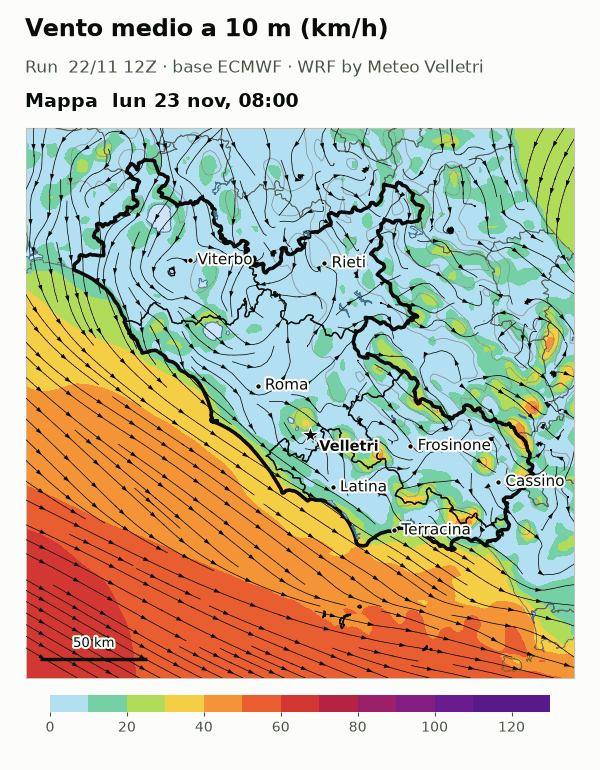 Vento medio a 10 m (km/h)
Run 22/11 12Z · base ECMWF · WRF by Meteo Velletri
Mappa lun 23 nov, 08:00
Viterbo
Rieti
Roma
Velletri
Frosinone
Latina
Cassino
Terracina
50 km
0 20 40 60 80 100 120